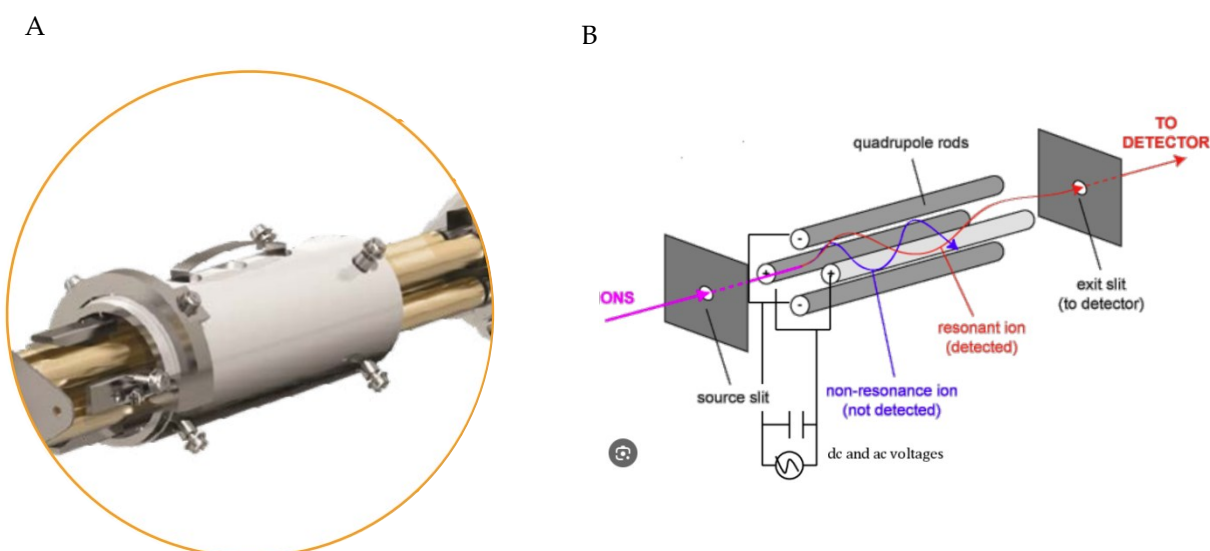 A
B
quadrupole rods
TO
DETECTOR
IONS
source slit
exit slit
(to detector)
resonant ion
(detected)
non-resonance ion
(not detected)
dc and ac voltages
-
+
+
-